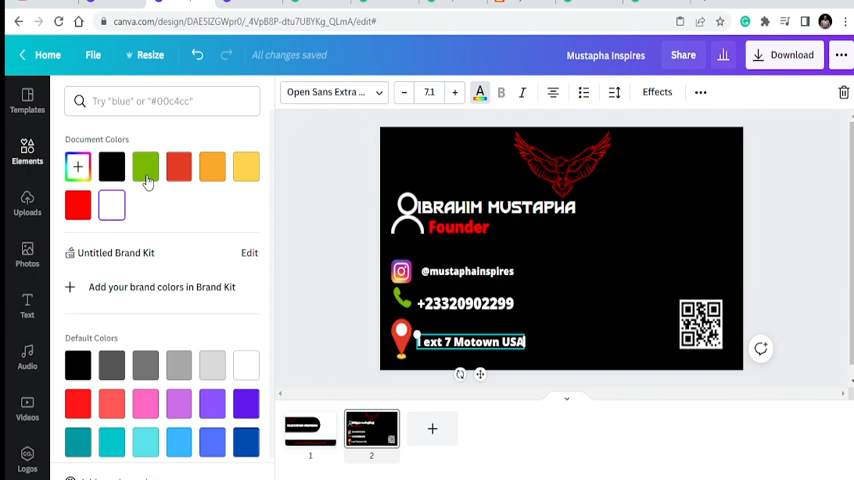 canva.com/design/DAE5IZGWpr0/_4VpB8P-dtu7UBYKg_QLmA/edit#
Home
File
Resize
All changes saved
Mustapha Inspires
Share
Download
Templates
Elements
Uploads
Photos
Text
Audio
Videos
Logos
Try "blue" or "#00c4cc"
Document Colors
Untitled Brand Kit
Edit
Add your brand colors in Brand Kit
Default Colors
Open Sans Extra ...
7.1
A
B
I
Effects
IBRAHIM MUSTAPHA
Founder
@mustaphainspires
+23320902299
ext 7 Motown USA
1
2